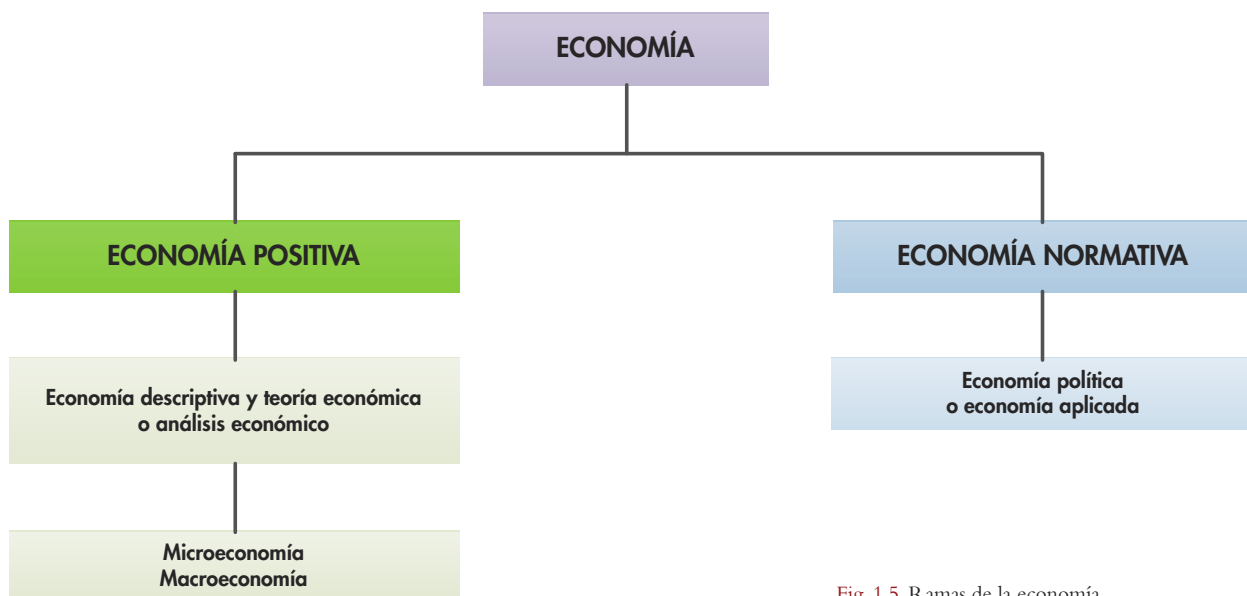 ECONOMÍA
ECONOMÍA POSITIVA
ECONOMÍA NORMATIVA
Economía descriptiva y teoría económica
o análisis económico
Economía política
o economía aplicada
Microeconomía
Macroeconomía
Fig. 1.5 Ramas de la economía